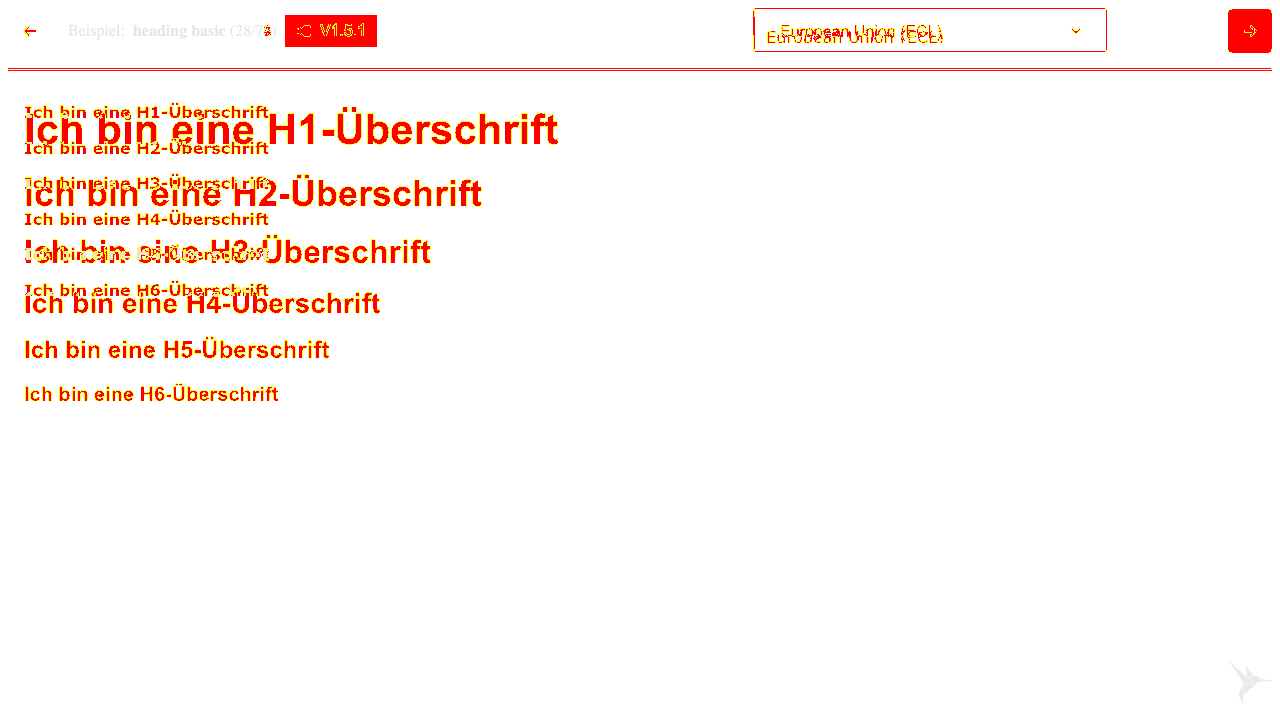 Beispiel: heading basic (28/ V1.5.1 European Union (ECL)
European Union (ECL)
Ich bin eine H1-Überschrift
Ich bin eine H1-Überschrift
Ich bin eine H2-Überschrift
Ich bin eine H3-Überschrift
Ich bin eine H2-Überschrift
Ich bin eine H4-Überschrift
Ich bin eine H3-Überschrift
Ich bin eine H5-Überschrift
Ich bin eine H6-Überschrift
Ich bin eine H4-Überschrift
Ich bin eine H5-Überschrift
Ich bin eine H6-Überschrift